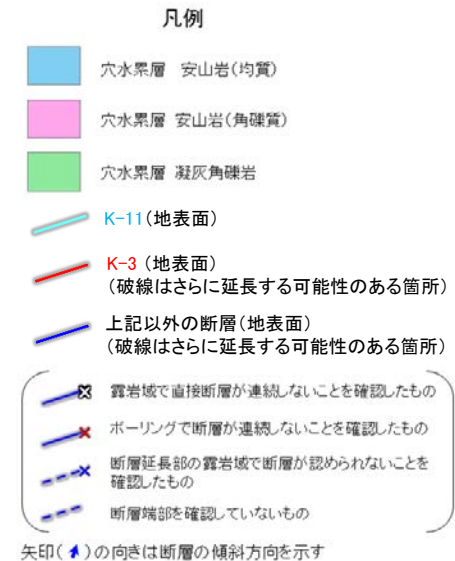 凡例
穴水累層　安山岩(均質)
穴水累層 安山岩(角礫質)
穴水累層 凝灰角礫岩
K-11(地表面)
K-3 (地表面)
(破線はさらに延長する可能性のある箇所)
上記以外の断層(地表面)
(破線はさらに延長する可能性のある箇所)
露岩域で直接断層が連続しないことを確認したもの
ボーリングで断層が連続しないことを確認したもの
断層延長部の露岩域で断層が認められないことを
確認したもの
断層端部を確認していないもの
矢印( )の向きは断層の傾斜方向を示す